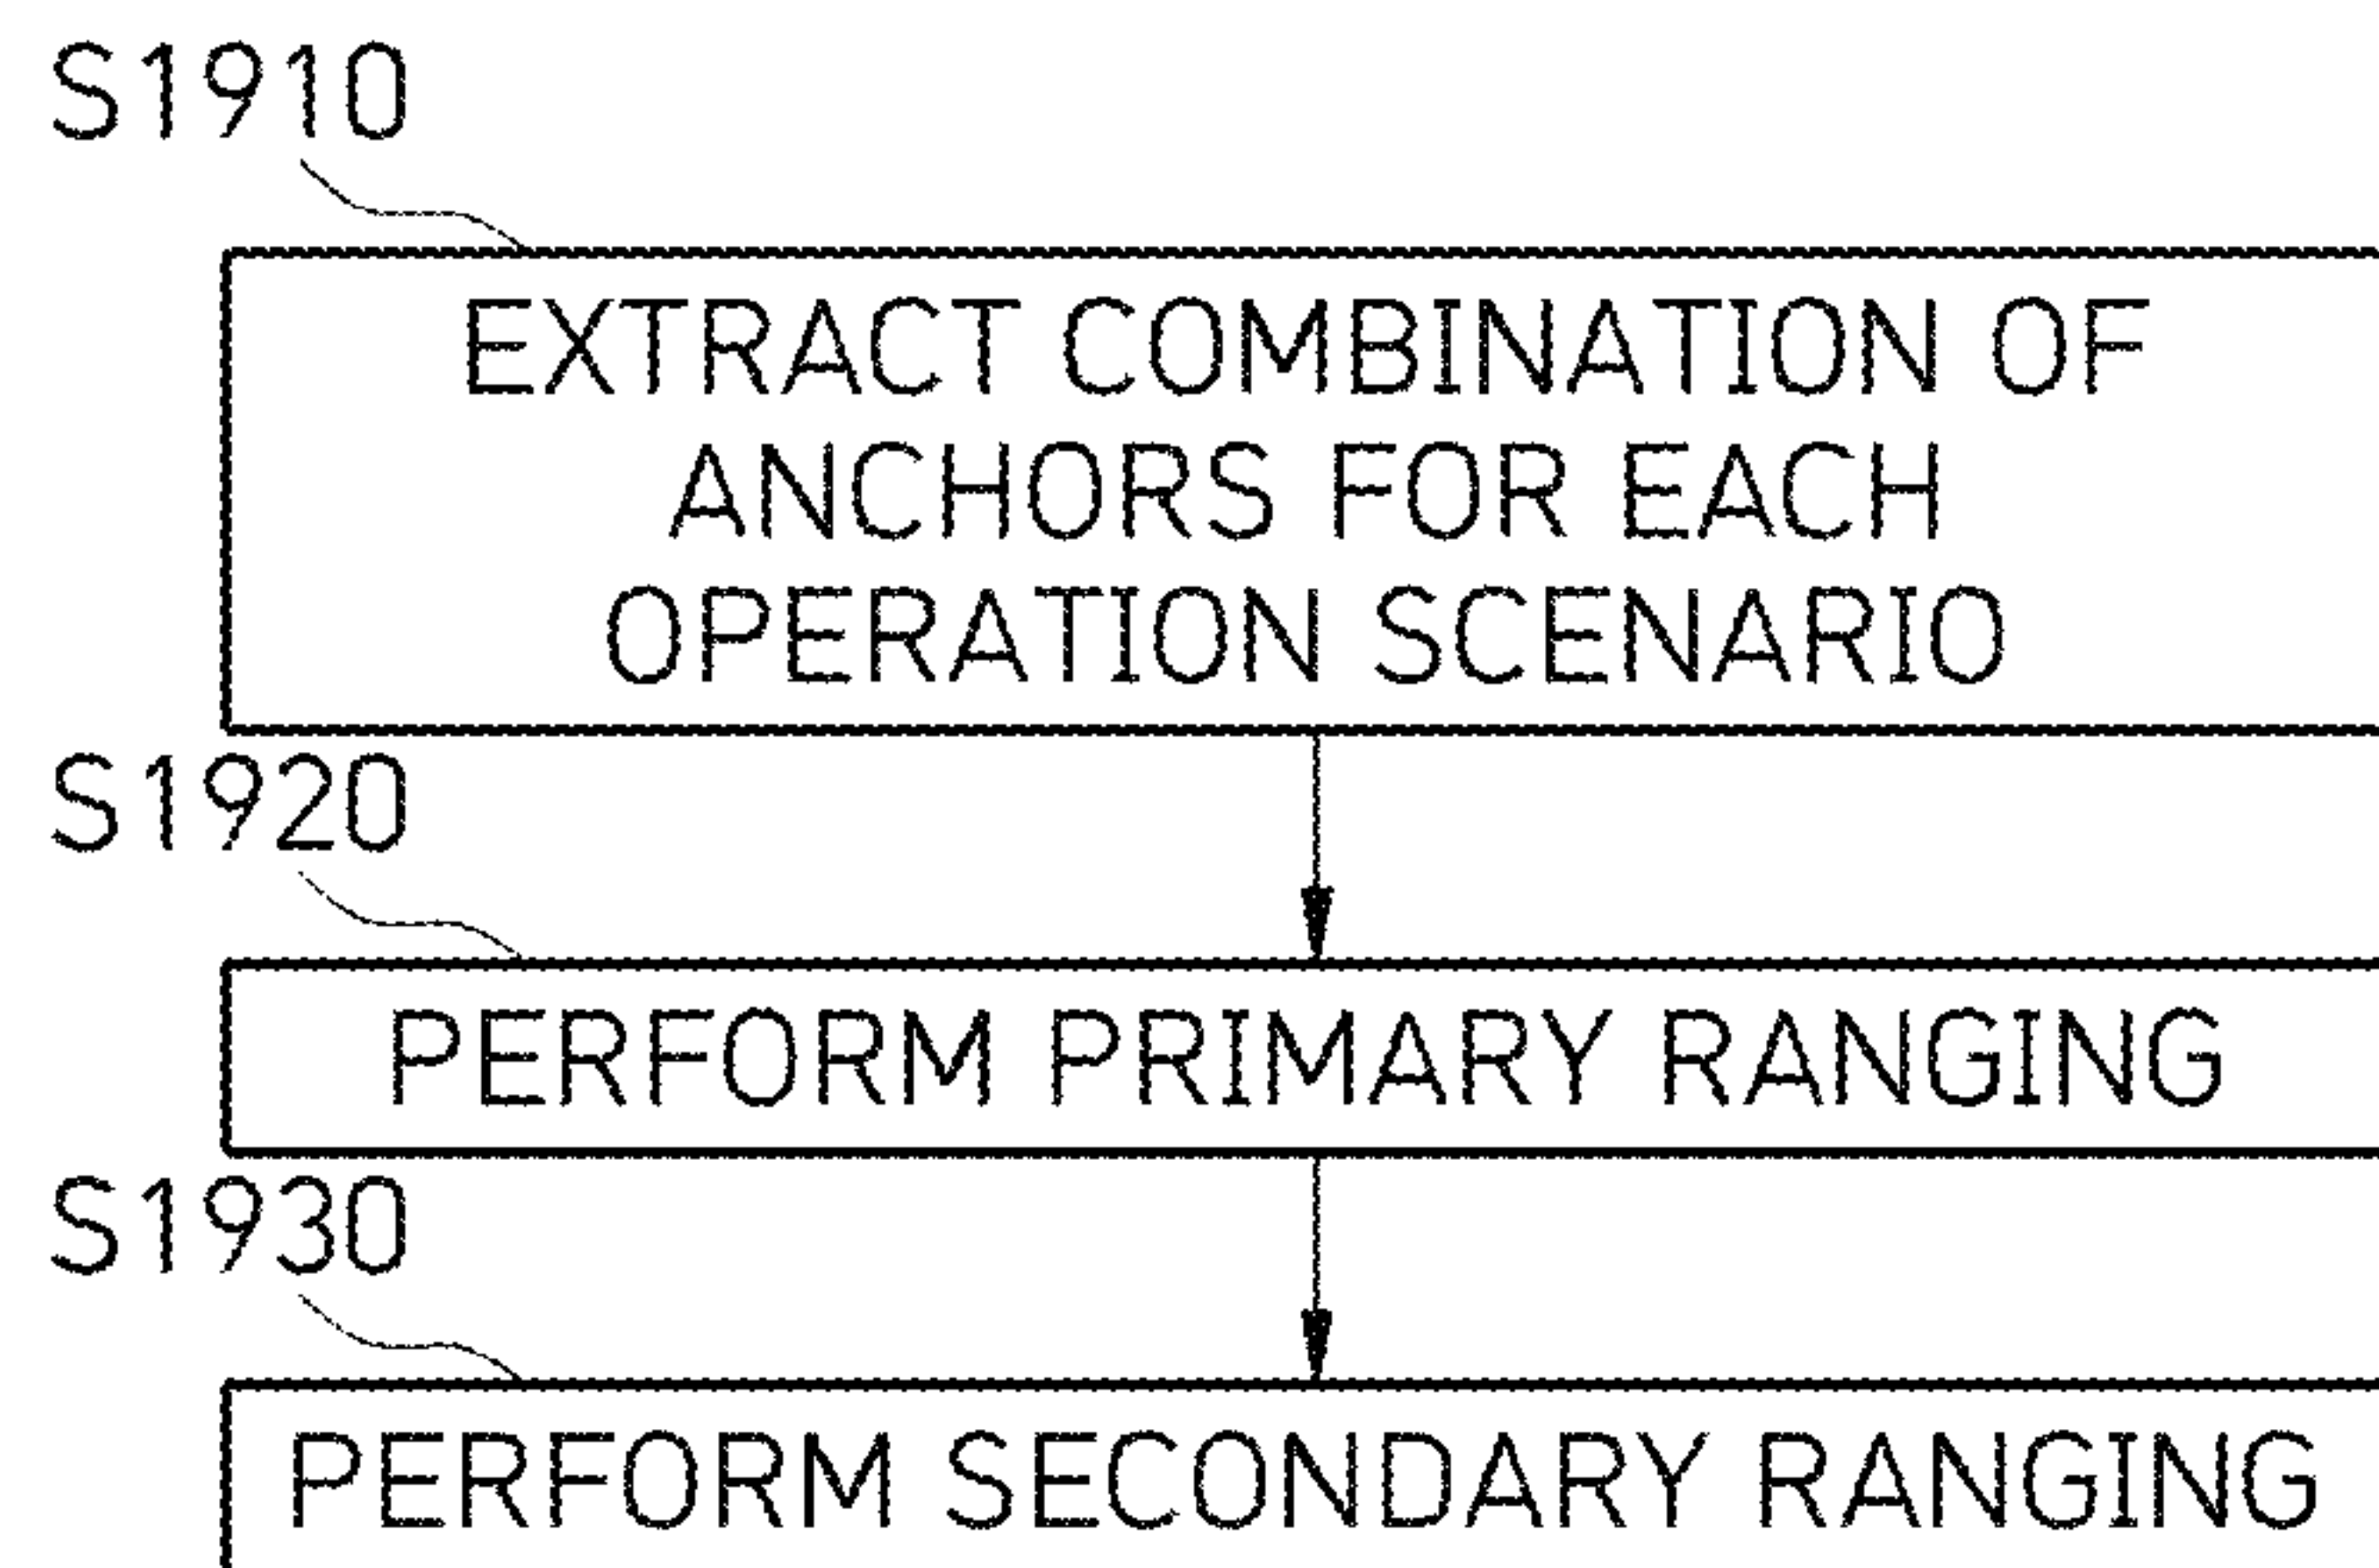 S1910
EXTRACT COMBINATION OF
ANCHORS FOR EACH
OPERATION SCENARIO
S1920
PERFORM PRIMARY RANGING
S1930
PERFORM SECONDARY RANGING